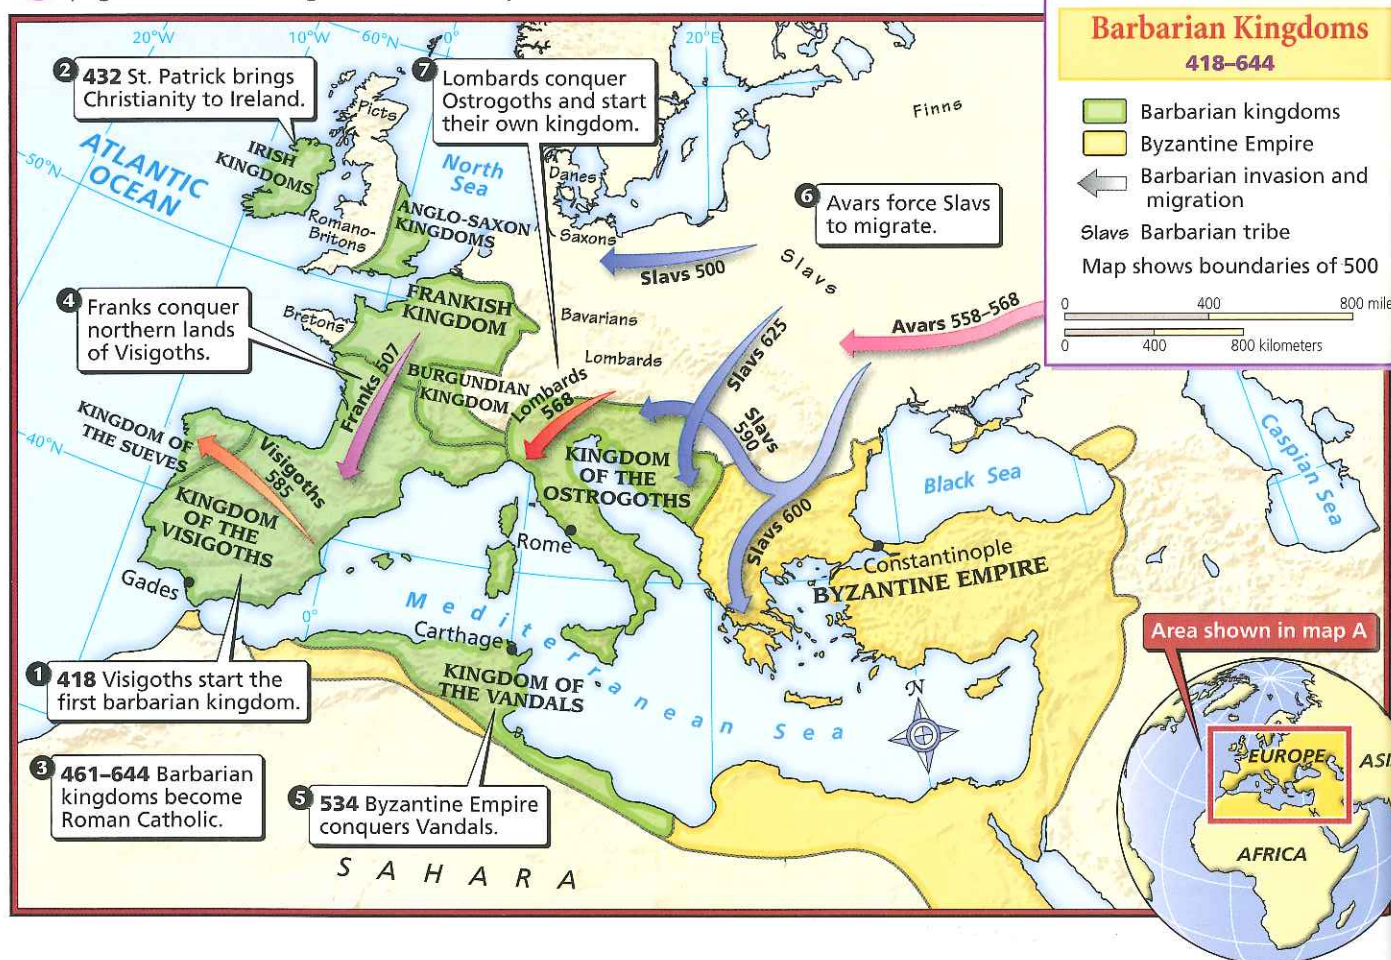 Barbarian Kingdoms
418–644
Barbarian kingdoms
Byzantine Empire
Barbarian invasion and
migration
Slavs Barbarian tribe
Map shows boundaries of 500
0 400 800 mile
0 400 800 kilometers
20°W
10°W
60°N
0°
20°E
50°N
40°N
0°
2 432 St. Patrick brings
Christianity to Ireland.
7 Lombards conquer
Ostrogoths and start
their own kingdom.
6 Avars force Slavs
to migrate.
4 Franks conquer
northern lands
of Visigoths.
1 418 Visigoths start the
first barbarian kingdom.
3 461–644 Barbarian
kingdoms become
Roman Catholic.
5 534 Byzantine Empire
conquers Vandals.
ATLANTIC
OCEAN
IRISH
KINGDOMS
Picts
North
Sea
Romano-
Britons
ANGLO-SAXON
KINGDOMS
Danes
Saxons
Finns
Slavs
Slavs 500
Bretons
FRANKISH
KINGDOM
Bavarians
Lombards
Avars 558–568
Slavs 625
Franks 507
BURGUNDIAN
KINGDOM
Lombards
568
Slavs
590
KINGDOM OF
THE SUEVES
Visigoths
585
KINGDOM
OF THE
VISIGOTHS
KINGDOM
OF THE
OSTROGOTHS
Slavs 600
Black Sea
Caspian
Sea
Rome
Constantinople
BYZANTINE EMPIRE
Gades
Carthage
Mediterranean Sea
KINGDOM OF
THE VANDALS
N
SAHARA
Area shown in map A
EUROPE
ASI
AFRICA